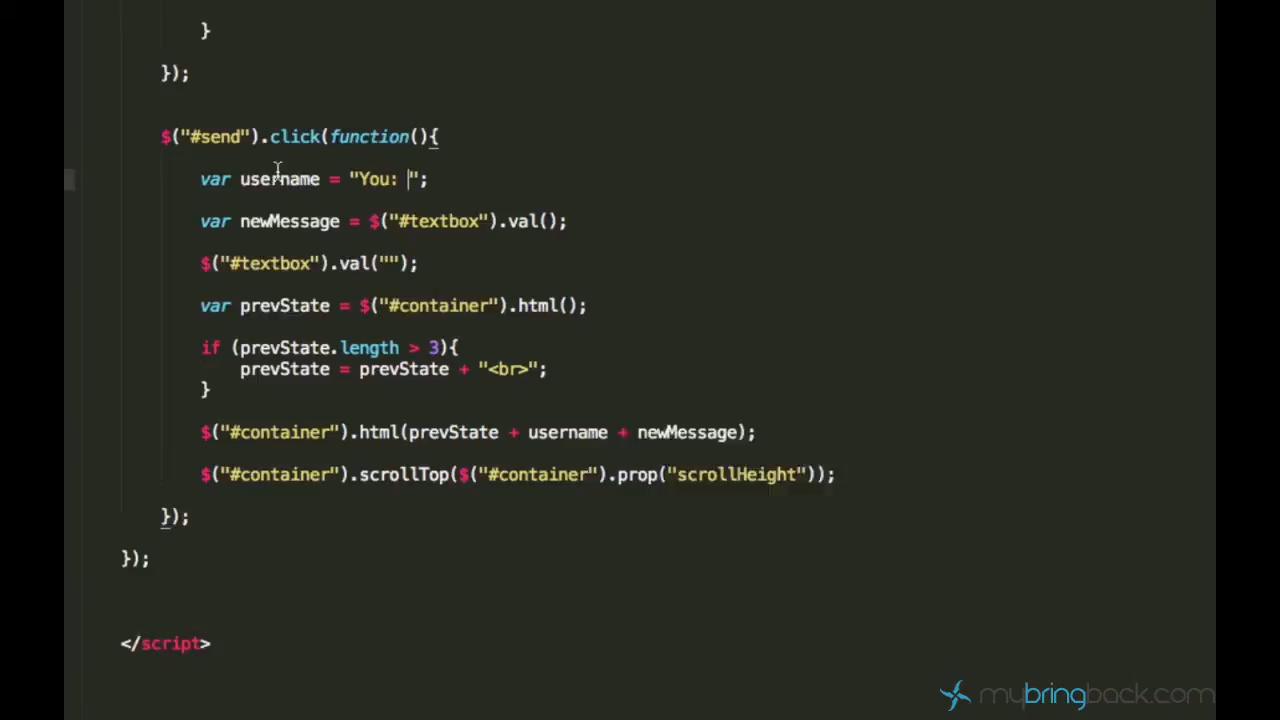 }
});
$("#send").click(function(){
var username = "You: ";
var newMessage = $("#textbox").val();
$("#textbox").val("");
var prevState = $("#container").html();
if (prevState.length > 3){
prevState = prevState + "<br>";
}
$("#container").html(prevState + username + newMessage);
$("#container").scrollTop($("#container").prop("scrollHeight"));
});
});
</script>
mybringback.com